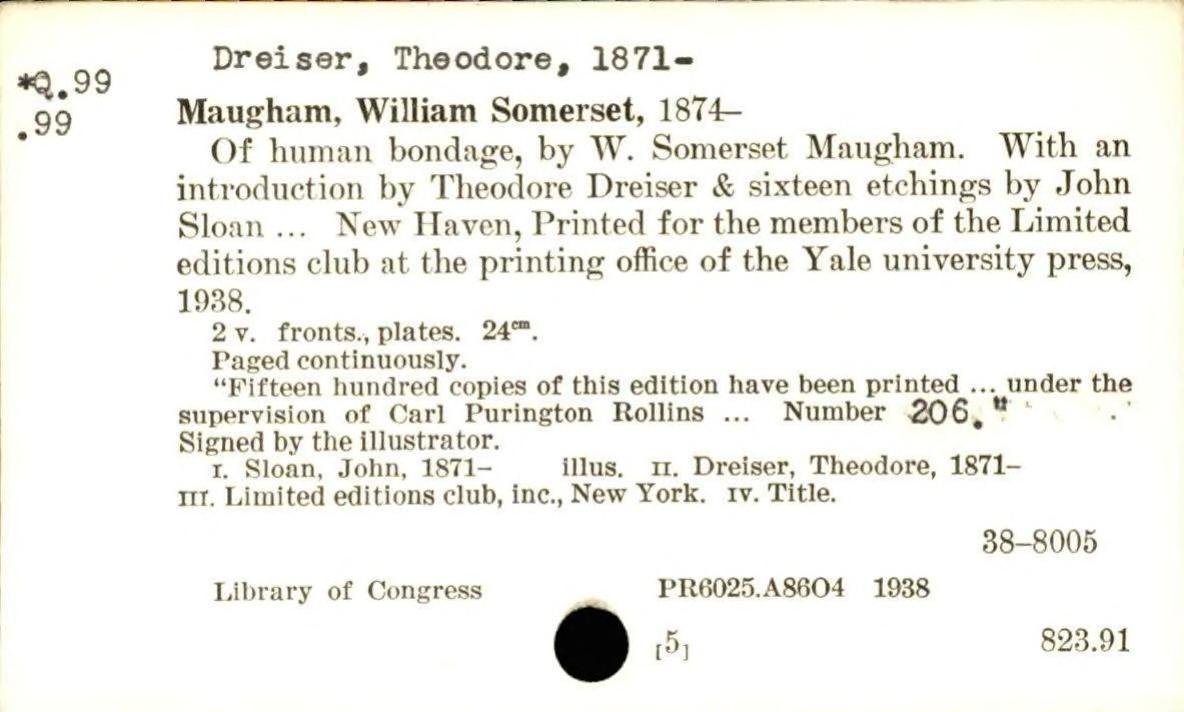 Dreiser, Theodore, 1871-
*Q.99
.99
Maugham, William Somerset, 1874–
Of human bondage, by W. Somerset Maugham. With an
introduction by Theodore Dreiser & sixteen etchings by John
Sloan ... New Haven, Printed for the members of the Limited
editions club at the printing office of the Yale university press,
1938.
2 v. fronts., plates. 24cm.
Paged continuously.
“Fifteen hundred copies of this edition have been printed ... under the
supervision of Carl Purington Rollins ... Number 206."
Signed by the illustrator.
I. Sloan, John, 1871– illus. II. Dreiser, Theodore, 1871–
III. Limited editions club, inc., New York. IV. Title.
38–8005
Library of Congress PR6025.A86O4 1938
[5] 823.91